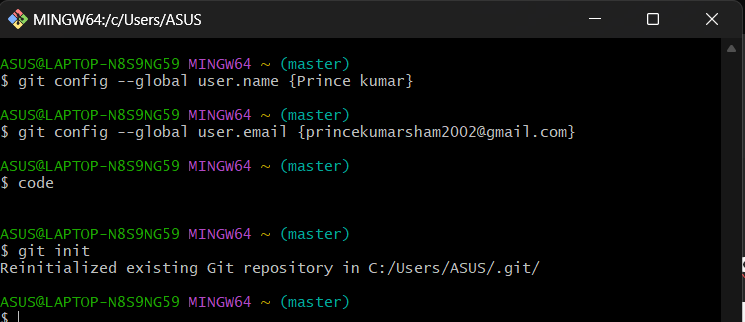 MINGW64:/c/Users/ASUS
ASUS@LAPTOP-N8S9NG59 MINGW64 ~ (master)
$ git config --global user.name {Prince kumar}
ASUS@LAPTOP-N8S9NG59 MINGW64 ~ (master)
$ git config --global user.email {princekumarsham2002@gmail.com}
ASUS@LAPTOP-N8S9NG59 MINGW64 ~ (master)
$ code
ASUS@LAPTOP-N8S9NG59 MINGW64 ~ (master)
$ git init
Reinitialized existing Git repository in C:/Users/ASUS/.git/
ASUS@LAPTOP-N8S9NG59 MINGW64 ~ (master)
$